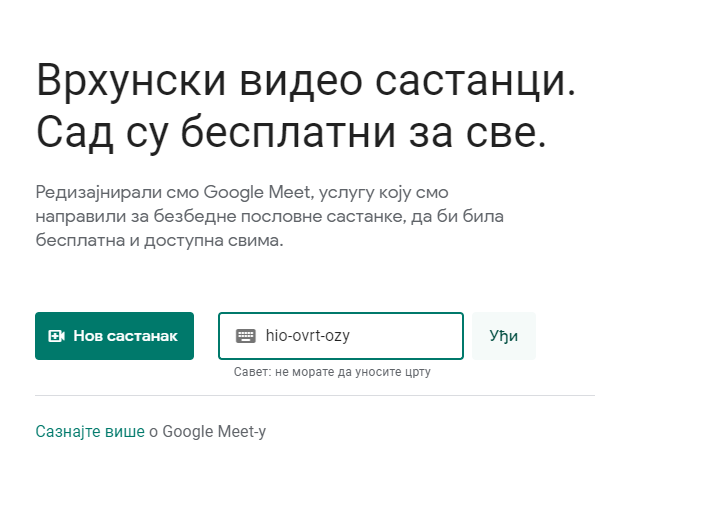 Врхунски видео састанци.
Сад су бесплатни за све.
Редизајнирали смо Google Meet, услугу коју смо
направили за безбедне пословне састанке, да би била
бесплатна и доступна свима.
Нов састанак
hio-ovrt-ozy
Уђи
Савет: не морате да уносите црту
Сазнајте више о Google Meet-у